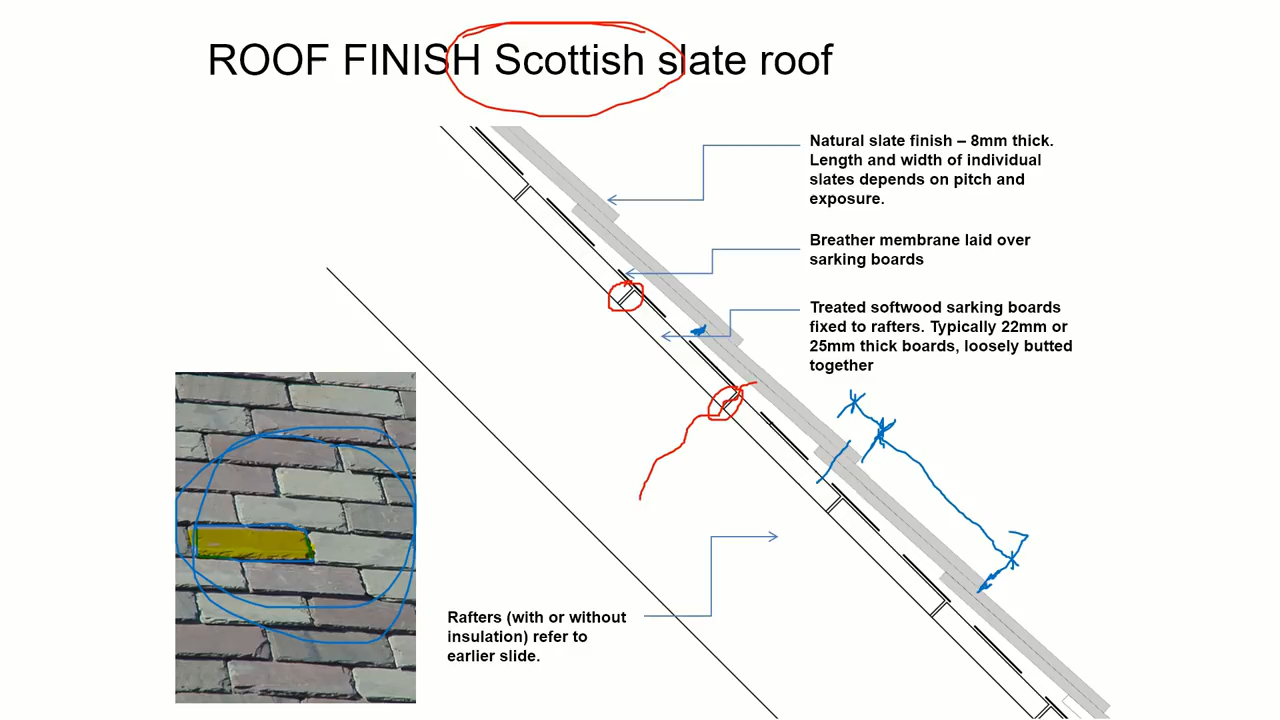 ROOF FINISH Scottish slate roof
Natural slate finish – 8mm thick.
Length and width of individual
slates depends on pitch and
exposure.
Breather membrane laid over
sarking boards
Treated softwood sarking boards
fixed to rafters. Typically 22mm or
25mm thick boards, loosely butted
together
Rafters (with or without
insulation) refer to
earlier slide.